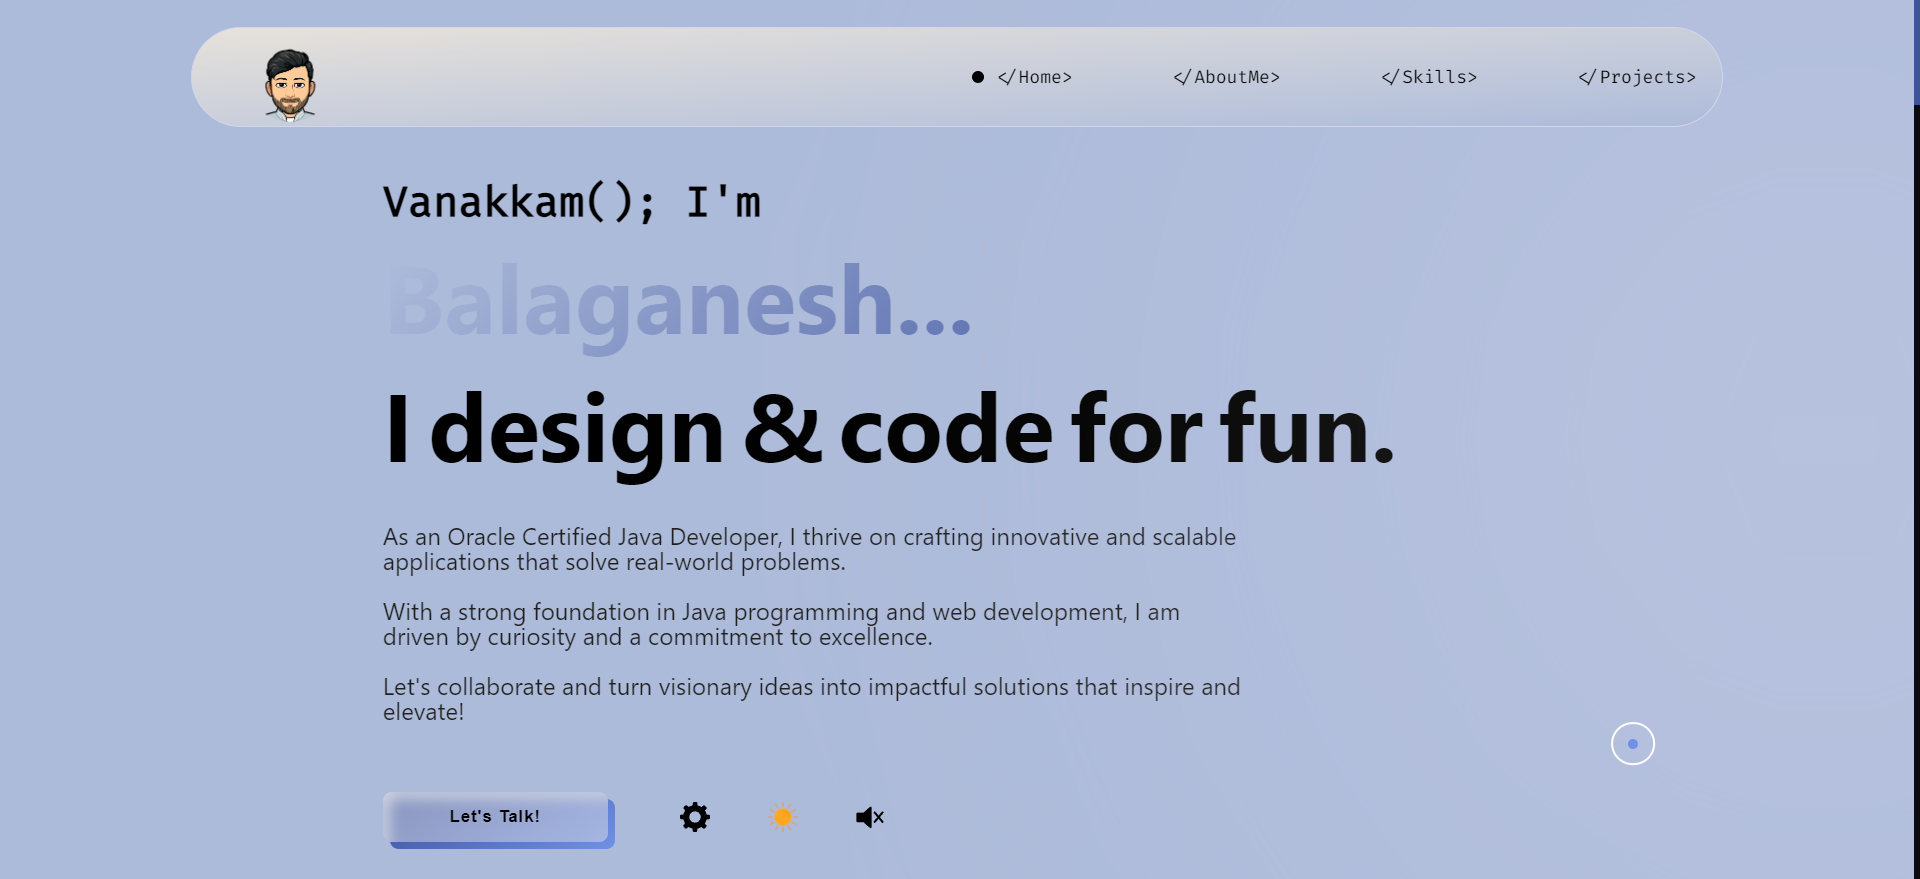 </Home>
</AboutMe>
</Skills>
</Projects>
Vanakkam(); I'm
Balaganesh...
I design & code for fun.
As an Oracle Certified Java Developer, I thrive on crafting innovative and scalable
applications that solve real-world problems.
With a strong foundation in Java programming and web development, I am
driven by curiosity and a commitment to excellence.
Let's collaborate and turn visionary ideas into impactful solutions that inspire and
elevate!
Let's Talk!